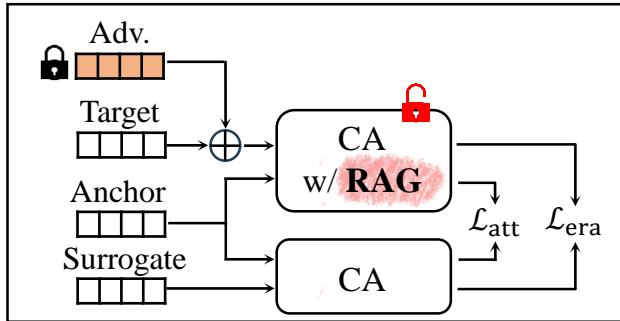 Adv.
Target
CA
w/ RAG
Anchor
ℒatt
ℒera
Surrogate
CA